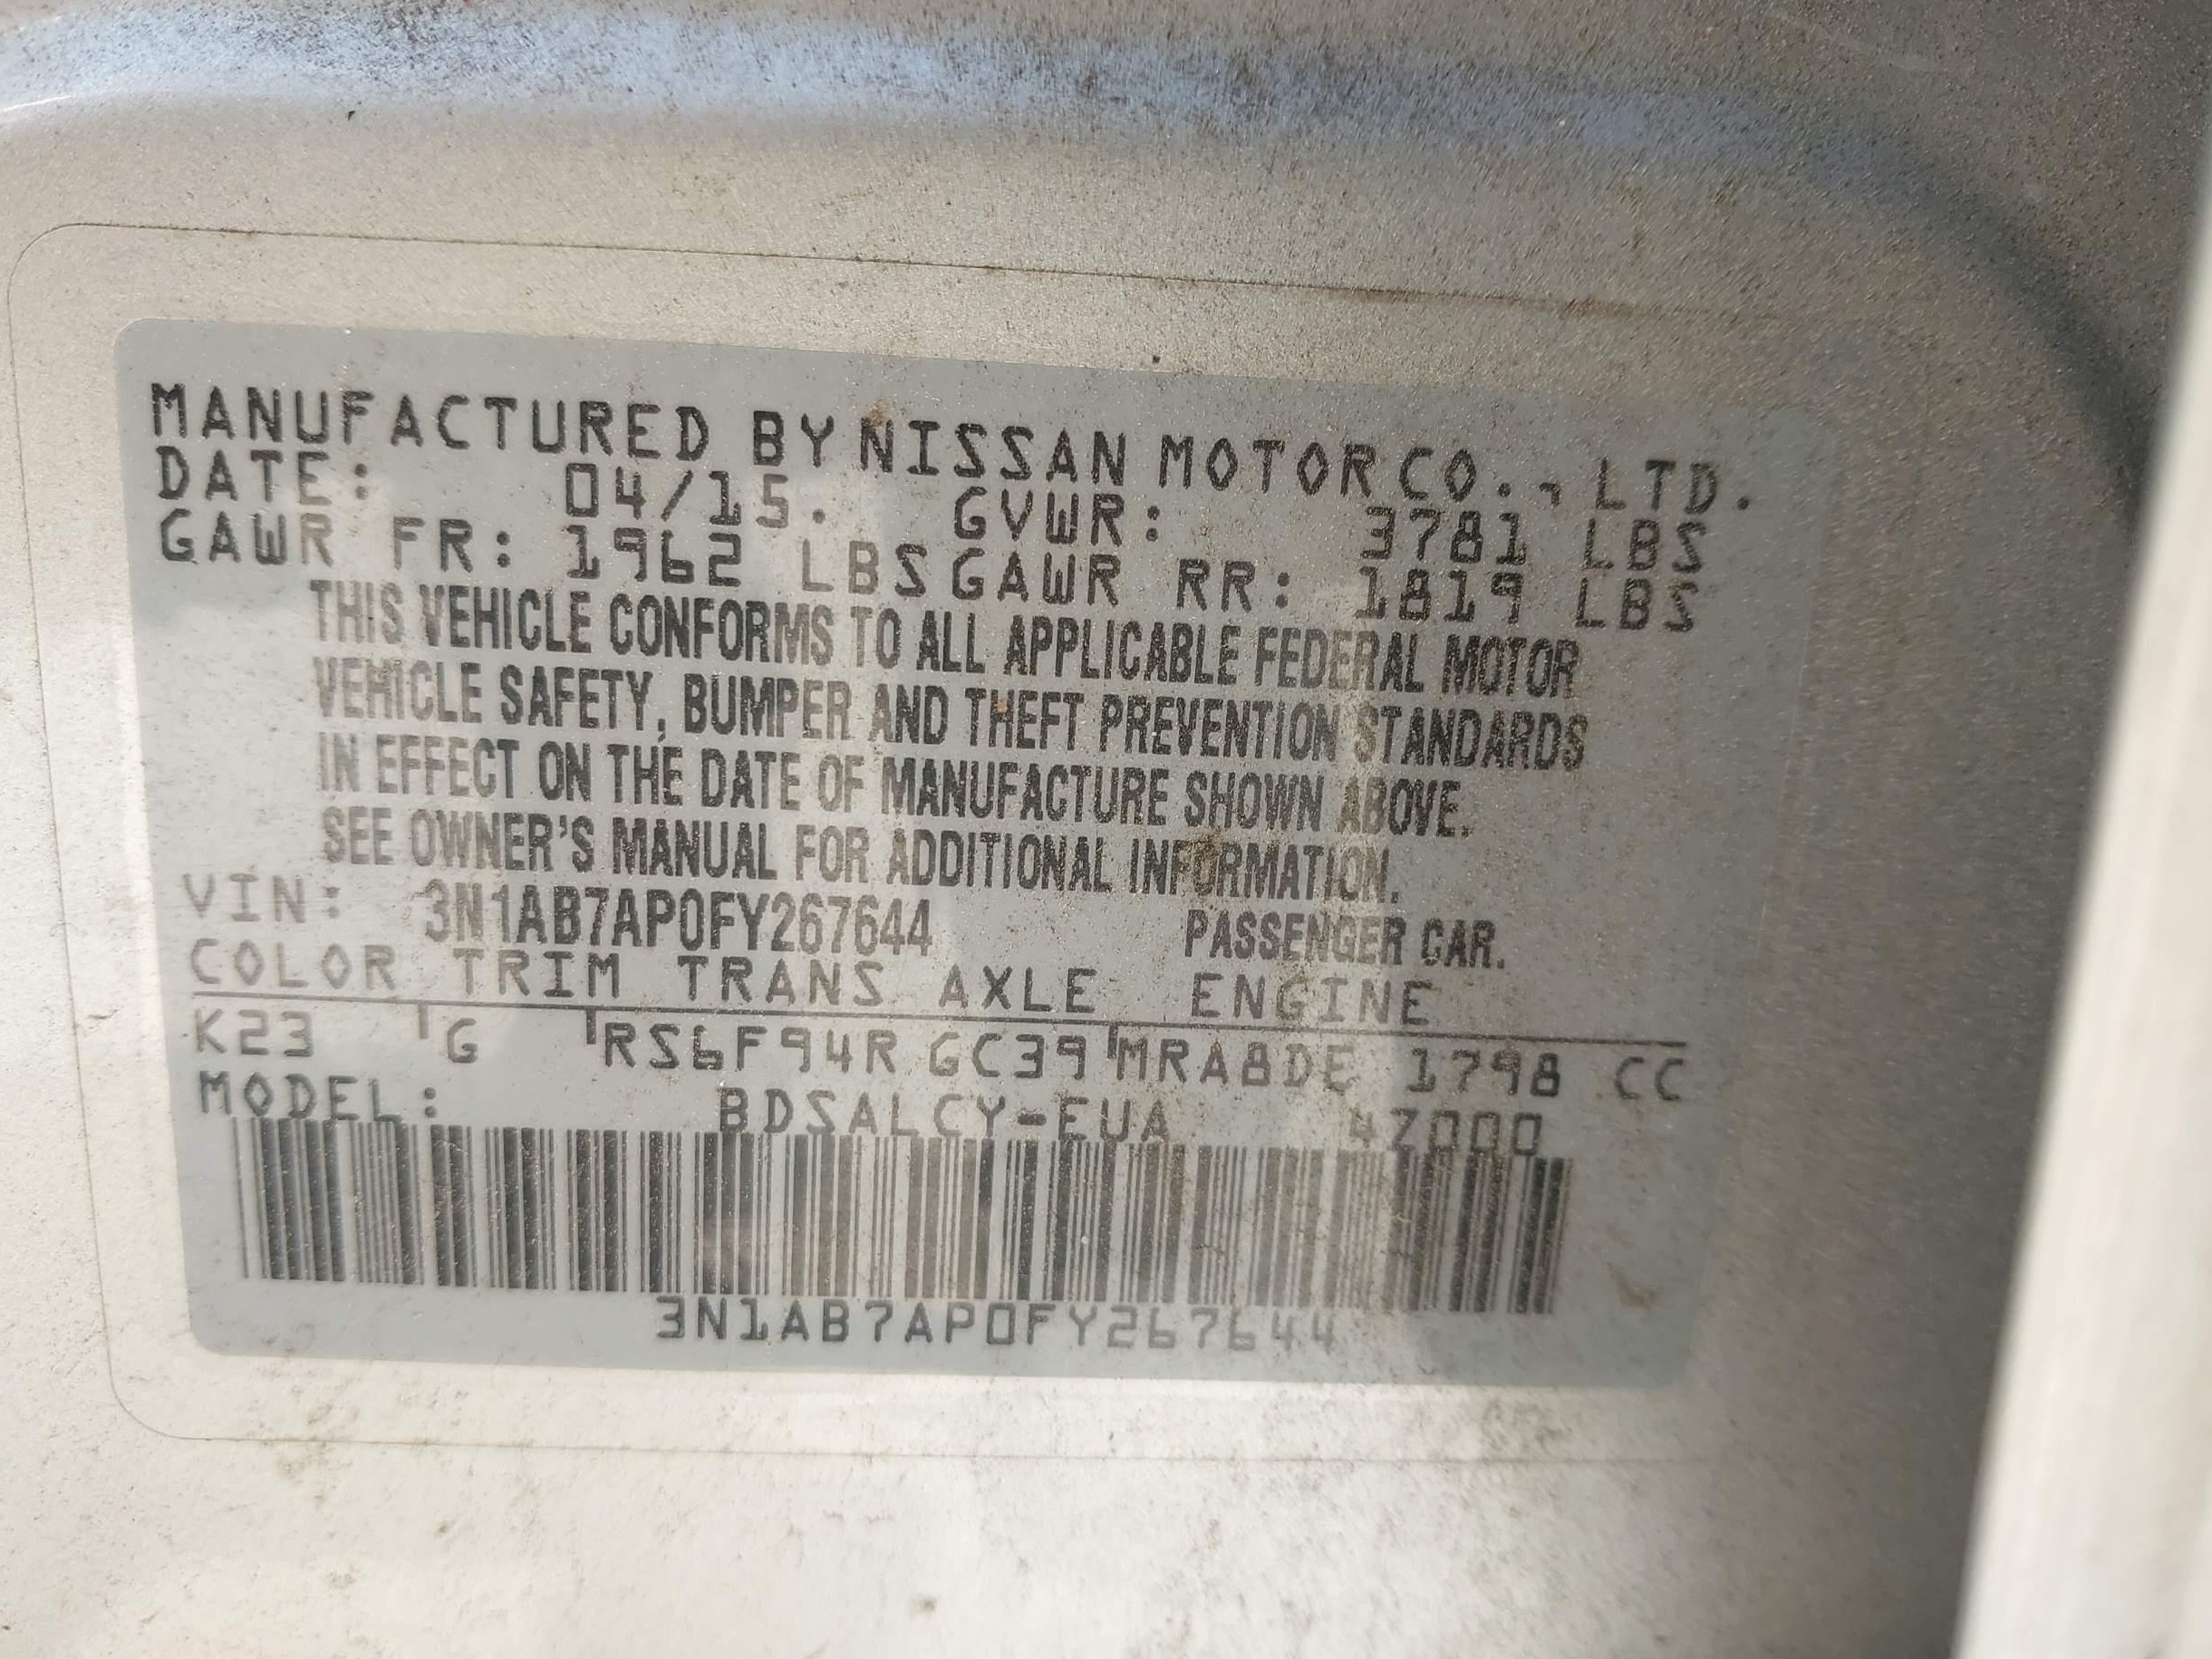 MANUFACTURED BY NISSAN MOTOR CO., LTD.
DATE: 04/15. GVWR: 3781 LBS
GAWR FR: 1962 LBS GAWR RR: 1819 LBS
THIS VEHICLE CONFORMS TO ALL APPLICABLE FEDERAL MOTOR
VEHICLE SAFETY, BUMPER AND THEFT PREVENTION STANDARDS
IN EFFECT ON THE DATE OF MANUFACTURE SHOWN ABOVE.
SEE OWNER'S MANUAL FOR ADDITIONAL INFORMATION.
VIN: 3N1AB7AP0FY267644 PASSENGER CAR.
COLOR TRIM TRANS AXLE ENGINE
K23 G RS6F94R GC39 MRA8DE 1798 CC
MODEL: BDSALCY-EUA 4Z000
3N1AB7AP0FY267644